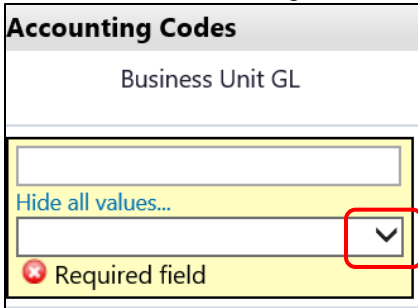 Accounting Codes
Business Unit GL
Hide all values...
Required field